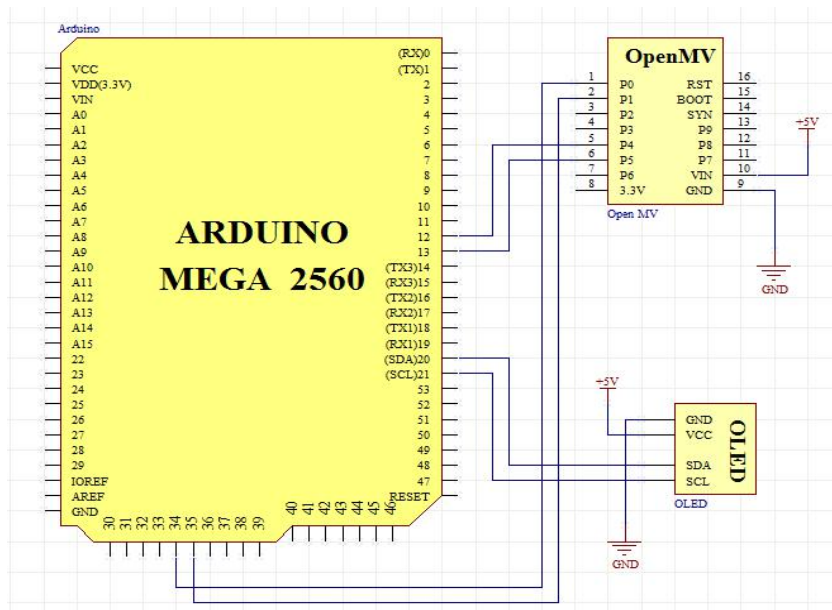 Arduino
VCC
VDD(3.3V)
VIN
A0
A1
A2
A3
A4
A5
A6
A7
A8
A9
A10
A11
A12
A13
A14
A15
22
23
24
25
26
27
28
29
IOREF
AREF
GND
ARDUINO
MEGA 2560
(RX)0
(TX)1
2
3
4
5
6
7
8
9
10
11
12
13
(TX3)14
(RX3)15
(TX2)16
(RX2)17
(TX1)18
(RX1)19
(SDA)20
(SCL)21
53
52
51
50
49
48
47
RESET
30
31
32
33
34
35
36
37
38
39
40
41
42
43
44
45
46
OpenMV
1 P0 RST 16
2 P1 BOOT 15
3 P2 SYN 14
4 P3 P9 13
5 P4 P8 12
6 P5 P7 11
7 P6 VIN 10
8 3.3V GND 9
Open MV
+5V
GND
+5V
GND
VCC
SDA
SCL
OLED
OLED
GND